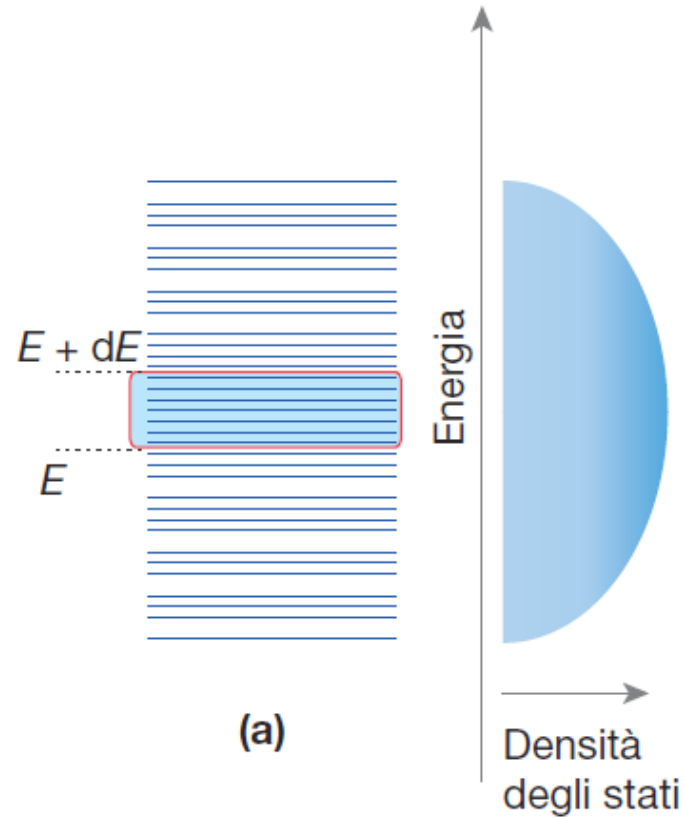 E + dE
E
Energia
(a)
Densità
degli stati